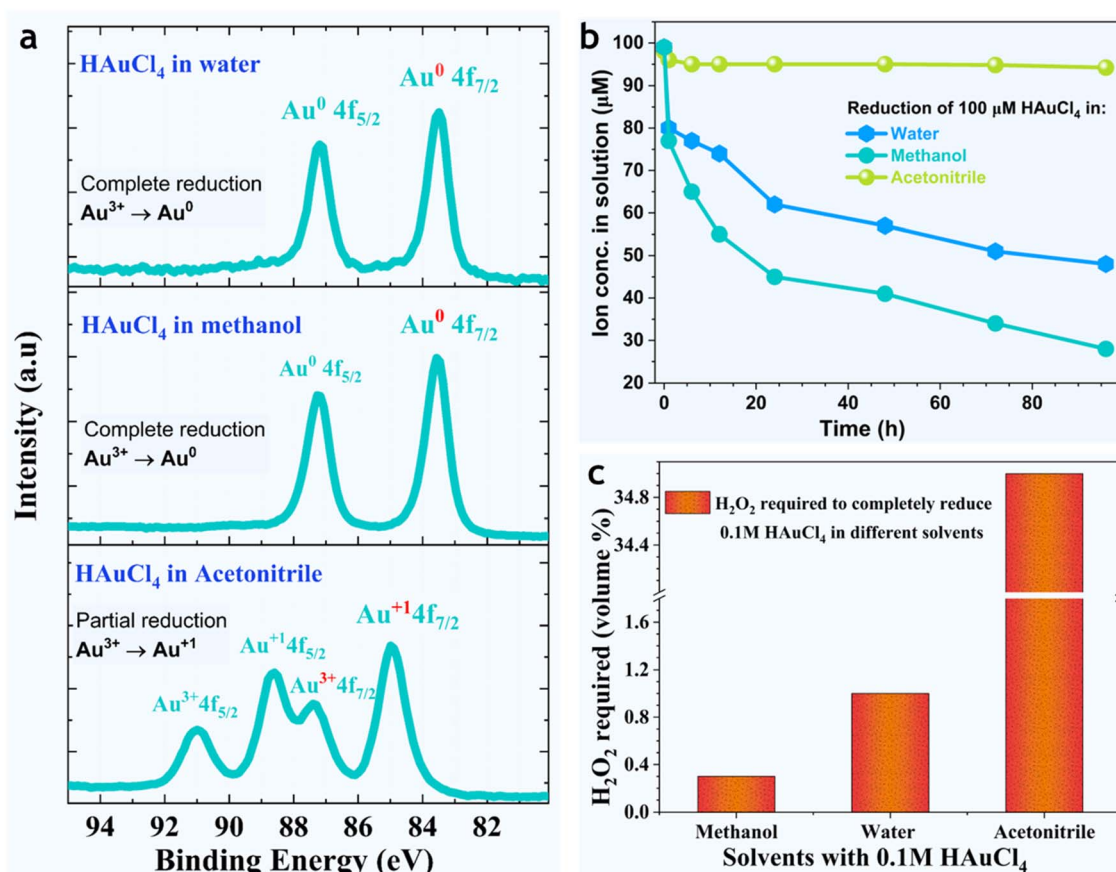 a
HAuCl₄ in water
Au⁰ 4f₅/₂
Au⁰ 4f₇/₂
Complete reduction
Au³⁺ → Au⁰
HAuCl₄ in methanol
Au⁰ 4f₅/₂
Au⁰ 4f₇/₂
Complete reduction
Au³⁺ → Au⁰
HAuCl₄ in Acetonitrile
Partial reduction
Au³⁺ → Au⁺¹
Au³⁺4f₅/₂
Au⁺¹4f₅/₂
Au³⁺4f₇/₂
Au⁺¹4f₇/₂
Intensity (a.u)
94 92 90 88 86 84 82
Binding Energy (eV)
b
100
90
80
70
60
50
40
30
20
Ion conc. in solution (μM)
Reduction of 100 μM HAuCl₄ in:
Water
Methanol
Acetonitrile
0 20 40 60 80
Time (h)
c
34.8
34.4
1.6
1.2
0.8
0.4
0.0
H₂O₂ required (volume %)
H₂O₂ required to completely reduce
0.1M HAuCl₄ in different solvents
Methanol Water Acetonitrile
Solvents with 0.1M HAuCl₄